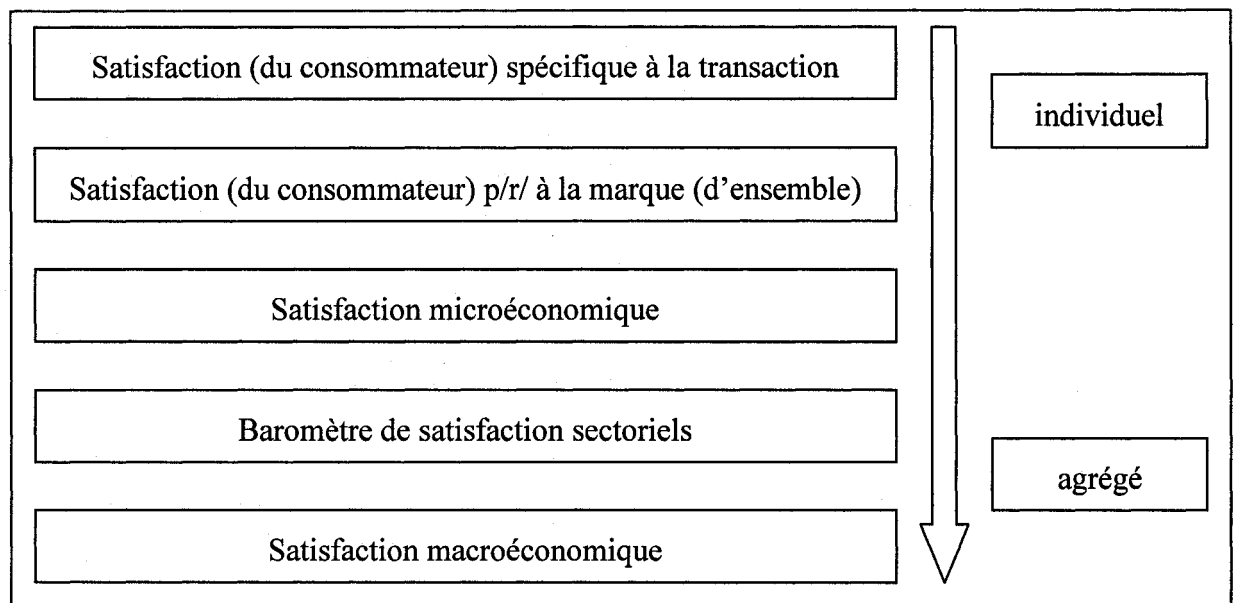 Satisfaction (du consommateur) spécifique à la transaction
individuel
Satisfaction (du consommateur) p/r/ à la marque (d'ensemble)
Satisfaction microéconomique
Baromètre de satisfaction sectoriels
agrégé
Satisfaction macroéconomique